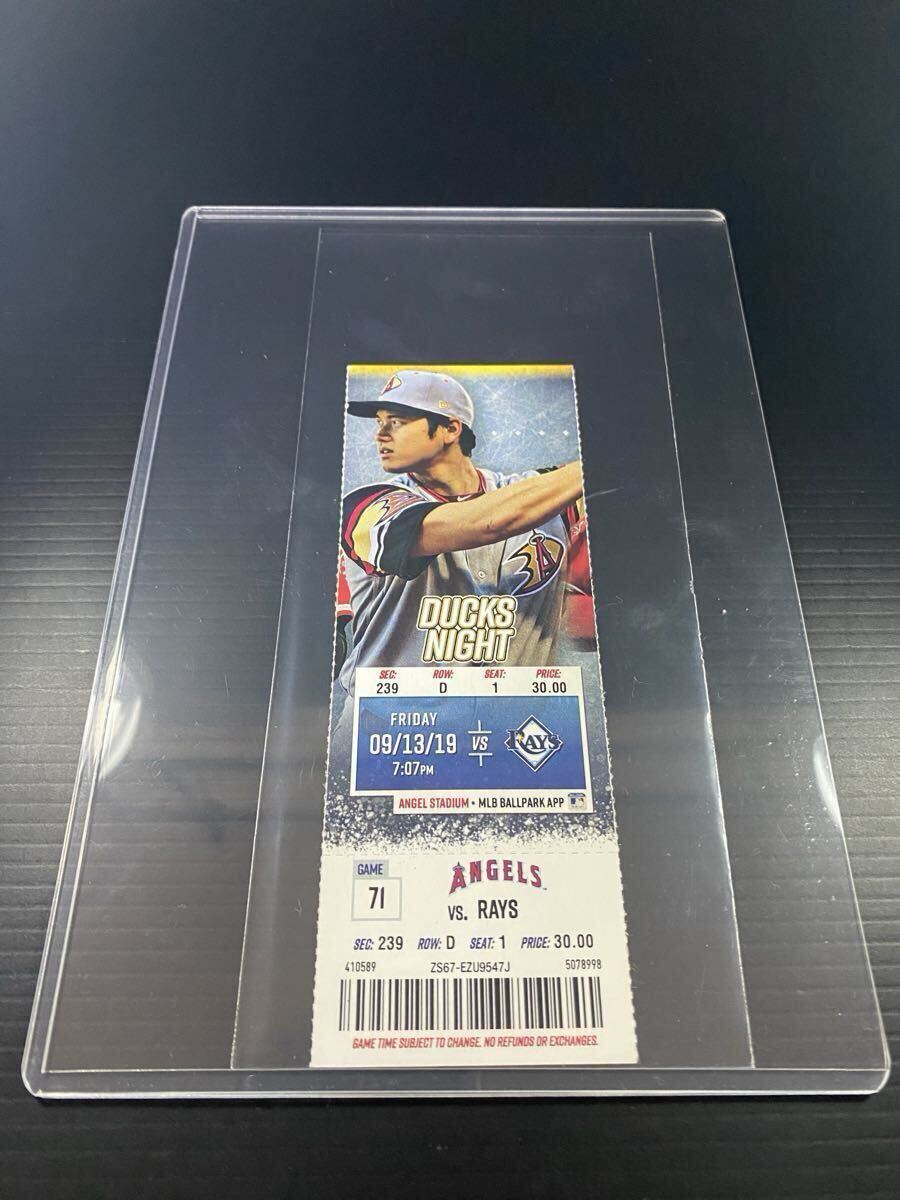 DUCKS
NIGHT
SEC: ROW: SEAT: PRICE:
239 D 1 30.00
FRIDAY
09/13/19
7:07PM
VS
RAYS
ANGEL STADIUM • MLB BALLPARK APP
GAME
71
ANGELS
VS. RAYS
SEC: 239 ROW: D SEAT: 1 PRICE: 30.00
410589 ZS67-EZU9547J 5078998
GAME TIME SUBJECT TO CHANGE. NO REFUNDS OR EXCHANGES.